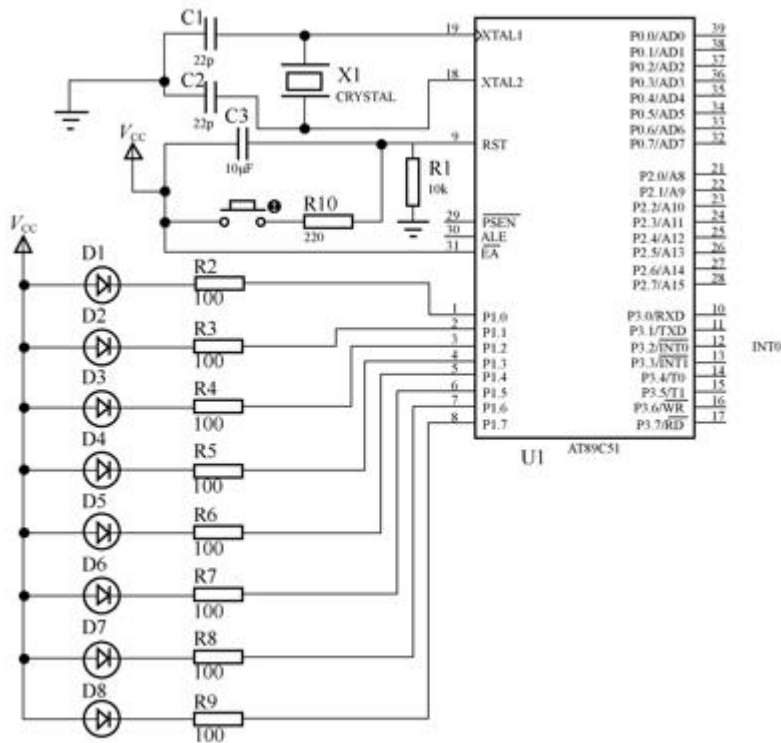 C1
22p
C2
22p
X1
CRYSTAL
C3
10μF
VCC
R10
220
R1
10k
VCC
D1
R2
100
D2
R3
100
D3
R4
100
D4
R5
100
D5
R6
100
D6
R7
100
D7
R8
100
D8
R9
100
19 XTAL1
18 XTAL2
9 RST
29 PSEN
30 ALE
31 EA
1 P1.0
2 P1.1
3 P1.2
4 P1.3
5 P1.4
6 P1.5
7 P1.6
8 P1.7
P0.0/AD0 39
P0.1/AD1 38
P0.2/AD2 37
P0.3/AD3 36
P0.4/AD4 35
P0.5/AD5 34
P0.6/AD6 33
P0.7/AD7 32
P2.0/A8 21
P2.1/A9 22
P2.2/A10 23
P2.3/A11 24
P2.4/A12 25
P2.5/A13 26
P2.6/A14 27
P2.7/A15 28
P3.0/RXD 10
P3.1/TXD 11
P3.2/INT0 12
P3.3/INT1 13
P3.4/T0 14
P3.5/T1 15
P3.6/WR 16
P3.7/RD 17
INT0
U1
AT89C51